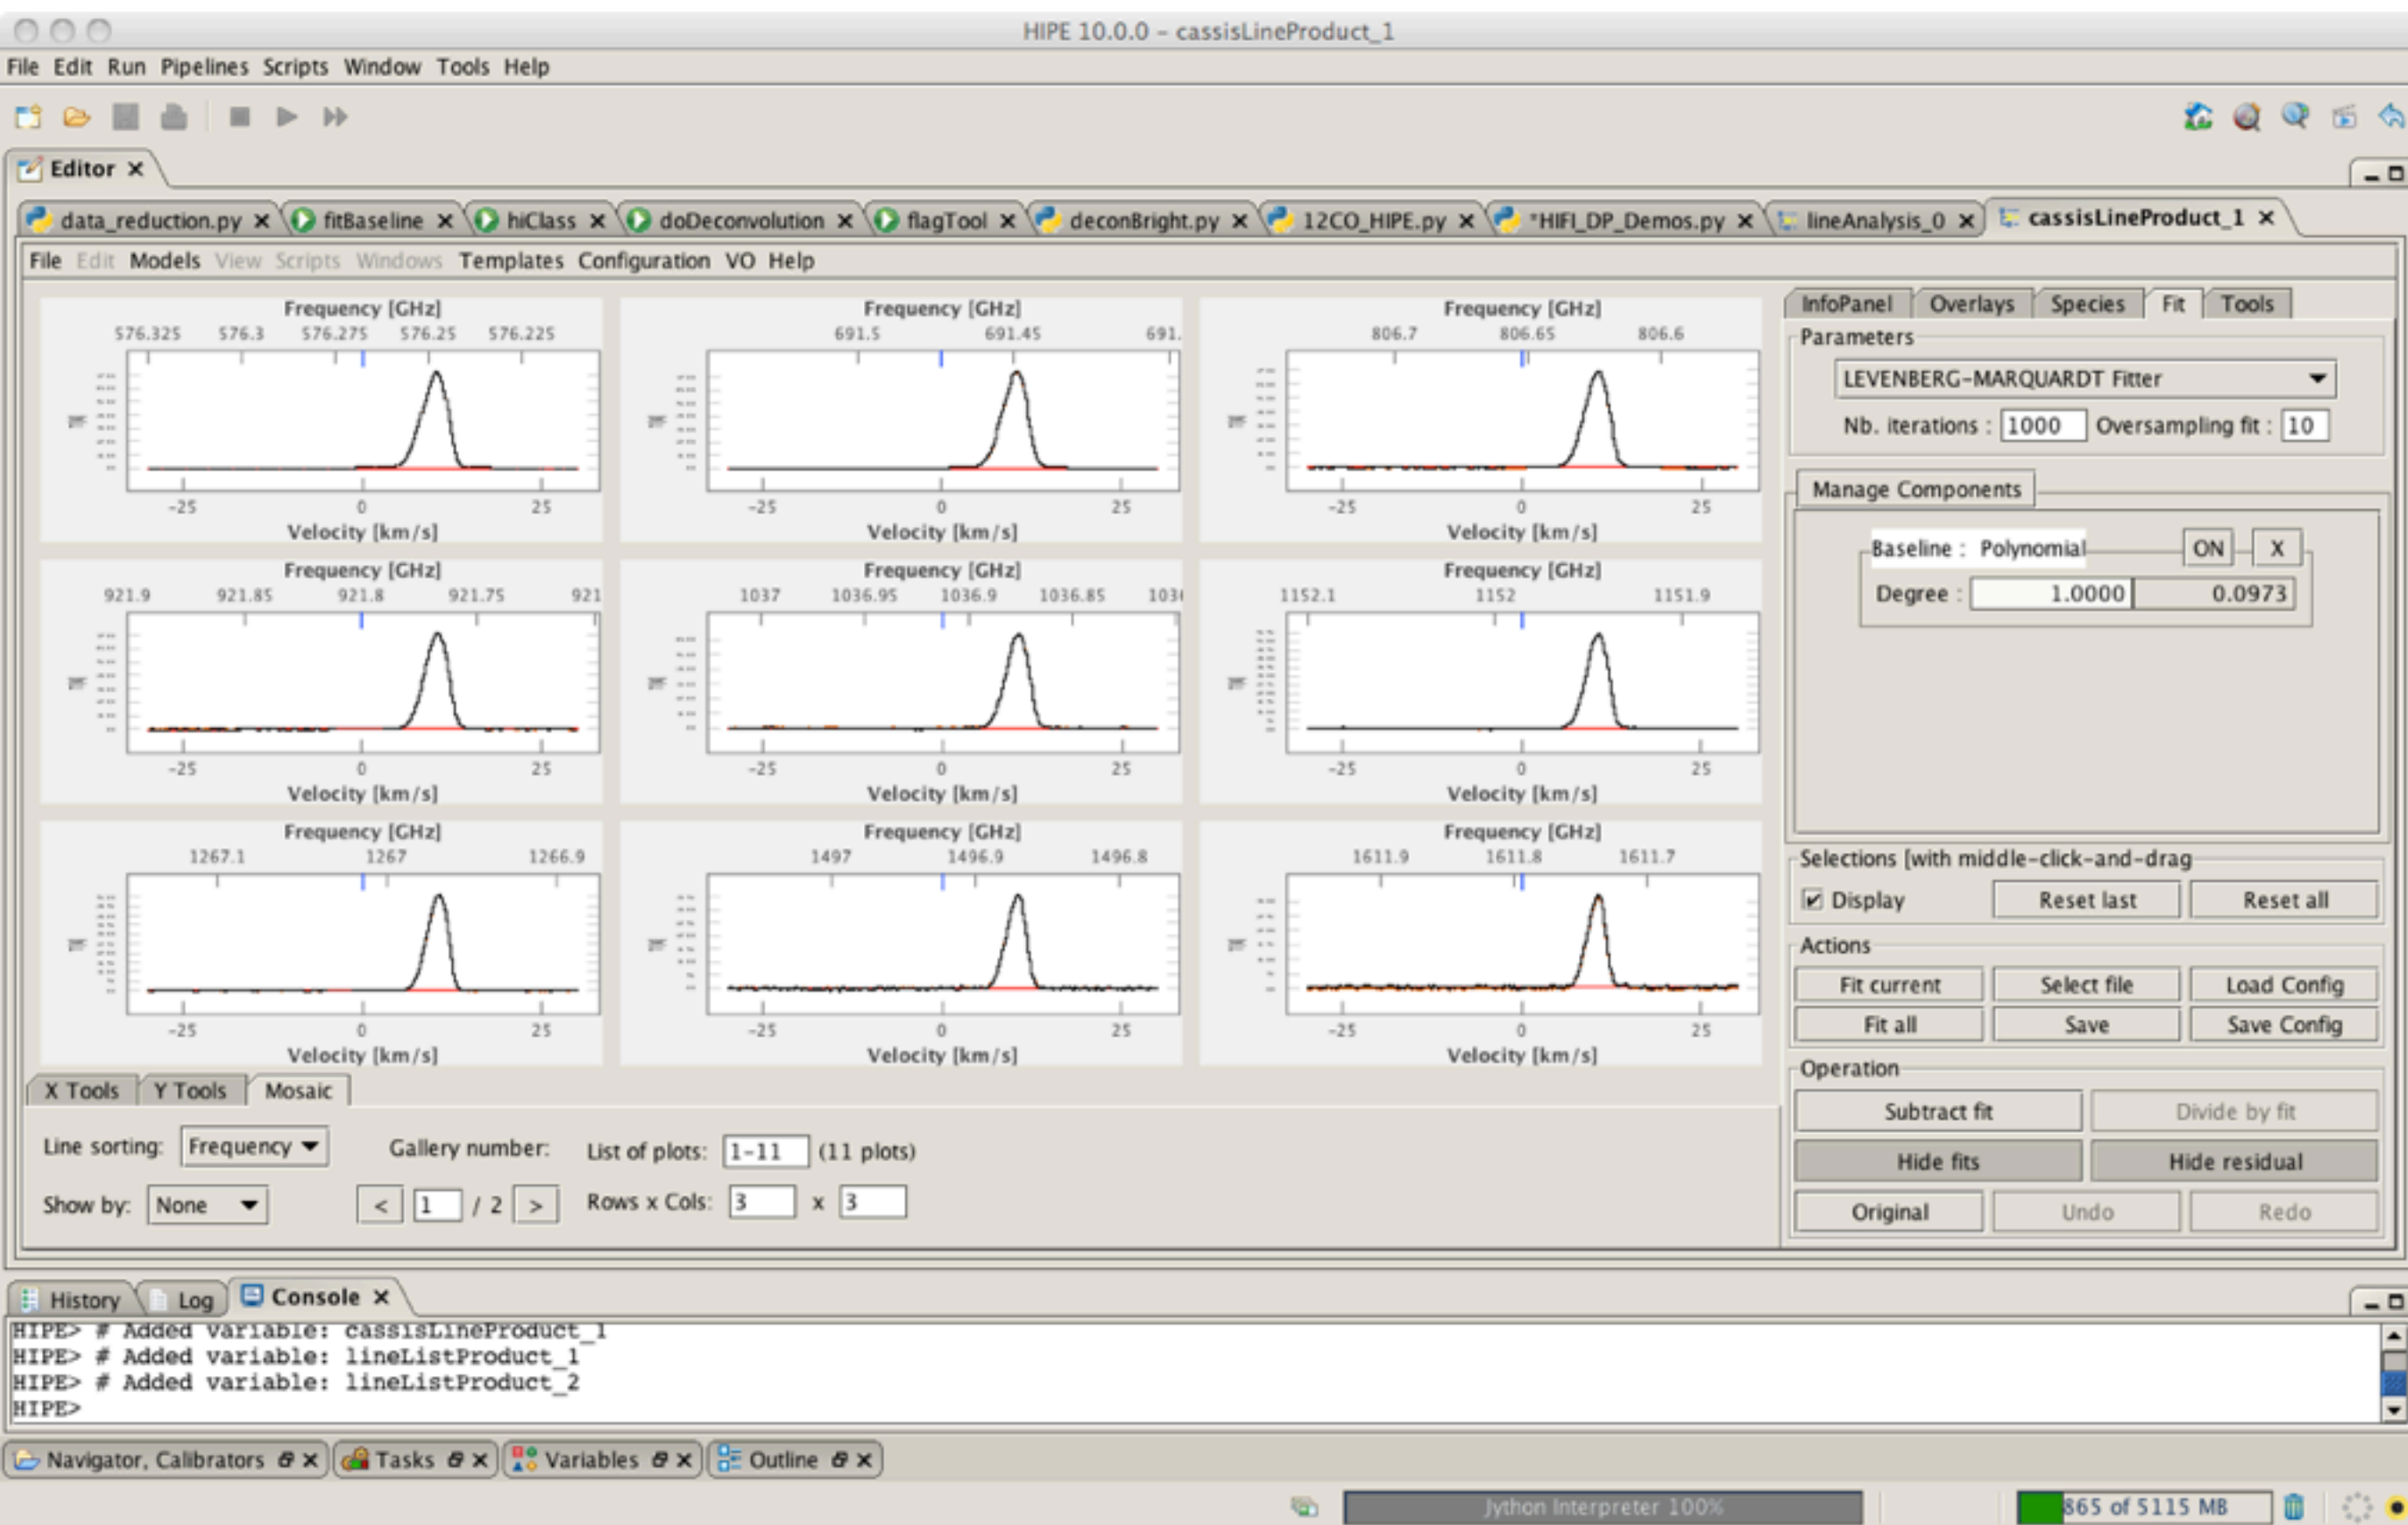 HIPE 10.0.0 – cassisLineProduct_1
File Edit Run Pipelines Scripts Window Tools Help
Editor
data_reduction.py fitBaseline hiClass doDeconvolution flagTool deconBright.py 12CO_HIPE.py *HIFI_DP_Demos.py lineAnalysis_0 cassisLineProduct_1
File Edit Models View Scripts Windows Templates Configuration VO Help
Frequency [GHz] Frequency [GHz] Frequency [GHz]
576.325 576.3 576.275 576.25 576.225 691.5 691.45 691. 806.7 806.65 806.6
-25 0 25 -25 0 25 -25 0 25
Velocity [km/s] Velocity [km/s] Velocity [km/s]
Frequency [GHz] Frequency [GHz] Frequency [GHz]
921.9 921.85 921.8 921.75 921 1037 1036.95 1036.9 1036.85 1036 1152.1 1152 1151.9
-25 0 25 -25 0 25 -25 0 25
Velocity [km/s] Velocity [km/s] Velocity [km/s]
Frequency [GHz] Frequency [GHz] Frequency [GHz]
1267.1 1267 1266.9 1497 1496.9 1496.8 1611.9 1611.8 1611.7
-25 0 25 -25 0 25 -25 0 25
Velocity [km/s] Velocity [km/s] Velocity [km/s]
X Tools Y Tools Mosaic
Line sorting: Frequency Gallery number: List of plots: 1-11 (11 plots)
Show by: None < 1 / 2 > Rows x Cols: 3 x 3
InfoPanel Overlays Species Fit Tools
Parameters
LEVENBERG-MARQUARDT Fitter
Nb. iterations : 1000 Oversampling fit : 10
Manage Components
Baseline : Polynomial ON X
Degree : 1.0000 0.0973
Selections [with middle-click-and-drag
Display Reset last Reset all
Actions
Fit current Select file Load Config
Fit all Save Save Config
Operation
Subtract fit Divide by fit
Hide fits Hide residual
Original Undo Redo
History Log Console
HIPE> # Added variable: cassisLineProduct_1
HIPE> # Added variable: lineListProduct_1
HIPE> # Added variable: lineListProduct_2
HIPE>
Navigator, Calibrators Tasks Variables Outline
Jython Interpreter 100% 865 of 5115 MB